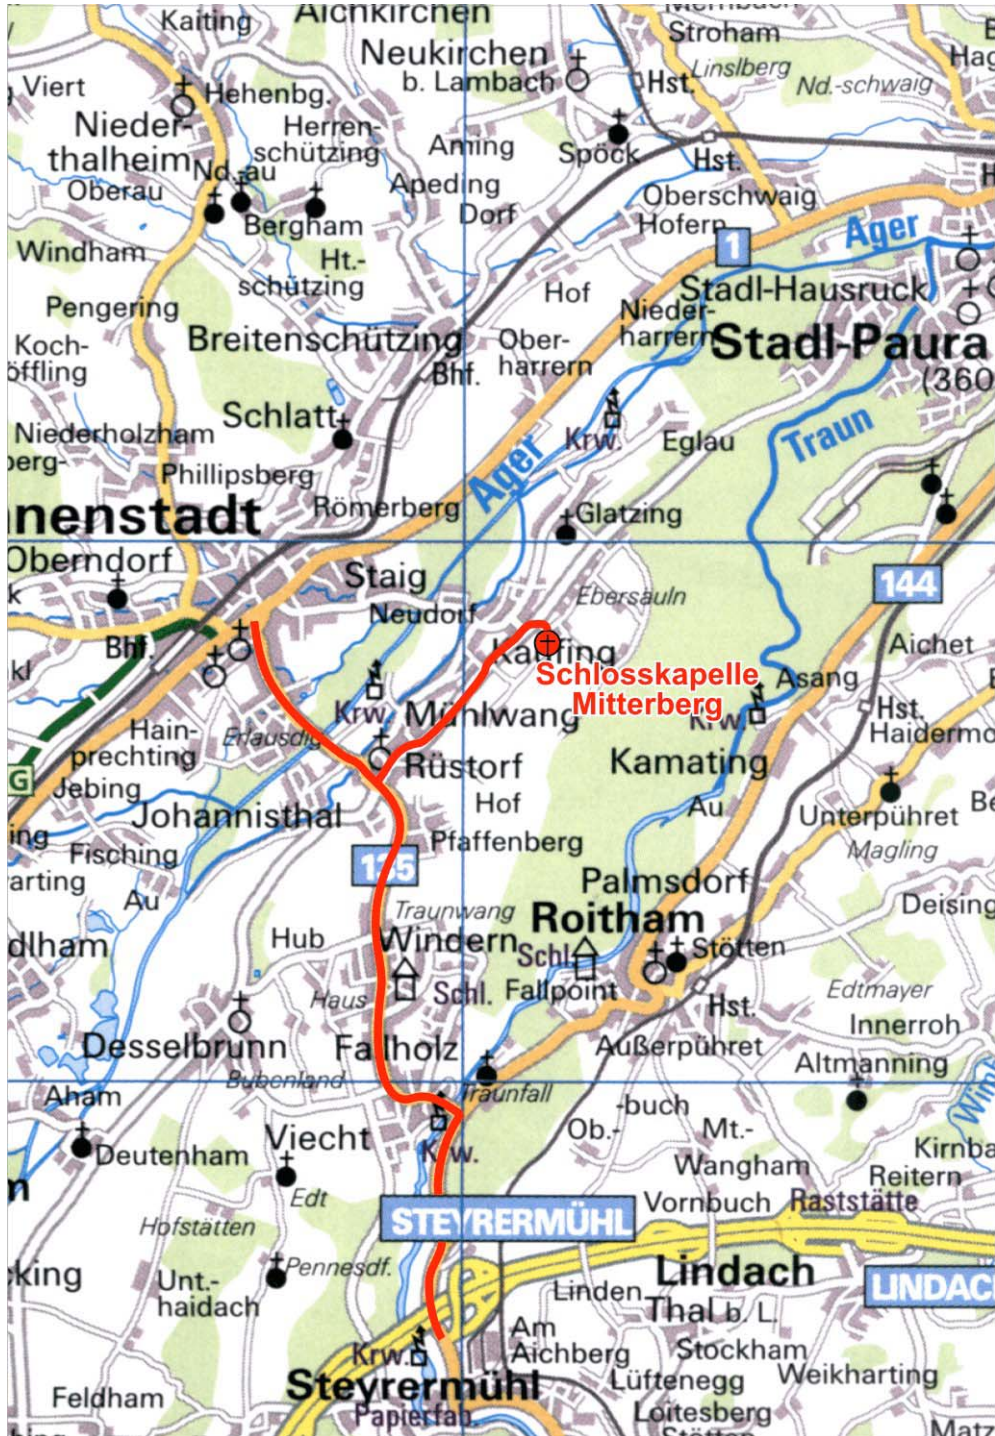 Kaiting
Aichkirchen
Stroham
Neukirchen
b. Lambach
Hst.
Linslberg
Nd.-schwaig
Viert
Hehenbg.
Nieder-
thalheim
Herren-
schützing
Aming
Spöck
Hst.
Nd.-au
Oberau
Apeding
Oberschwaig
Bergham
Dorf
Hofern
1
Ager
Windham
Ht.-
schützing
Hof
Stadl-Hausruck
Pengering
Nieder-
harrern
Koch-
öffling
Breitenschützing
Ober-
harrern
Stadl-Paura
(360
Bhf.
Schlatt
Krw.
Eglau
Traun
Niederholzham
berg-
Phillipsberg
Ager
Römerberg
Glatzing
nenstadt
Oberndorf
Staig
Ebersäuln
144
Neudorf
Bhf.
Aichet
Schlosskapelle
Mitterberg
Asang
Krw.
Mühlwang
Krw.
Hst.
Hain-
prechting
Haidermo
Rüstorf
Kamating
G
Jebing
Hof
Au
Johannisthal
Unterpühret
Pfaffenberg
Fisching
Magling
135
Palmsdorf
Au
Traunwang
Roitham
Deising
Hub
Windern
Schl.
Stötten
Haus
Schl.
Fallpoint
Hst.
Edtmayer
Innerroh
Desselbrunn
Fallholz
Außerpühret
Altmanning
Bubenland
Aham
Traunfall
-buch
Ob.-
Mt.-
Viecht
Krw.
Wangham
Deutenham
Reitern
Edt
Vornbuch
Raststätte
Hofstätten
STEYRERMÜHL
Pennesdf.
Lindach
Unt.-
haidach
Linden
Thal b. L.
Am
Aichberg
Stockham
Krw.
Weikharting
Steyrermühl
Lüftenegg
Feldham
Papierfab.
Loitesberg